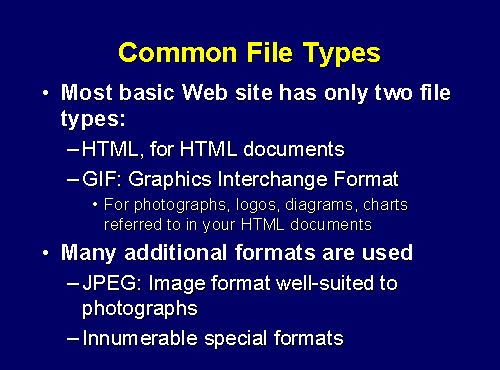 Common File Types
• Most basic Web site has only two file
types:
–HTML, for HTML documents
–GIF: Graphics Interchange Format
• For photographs, logos, diagrams, charts
referred to in your HTML documents
• Many additional formats are used
–JPEG: Image format well-suited to
photographs
–Innumerable special formats